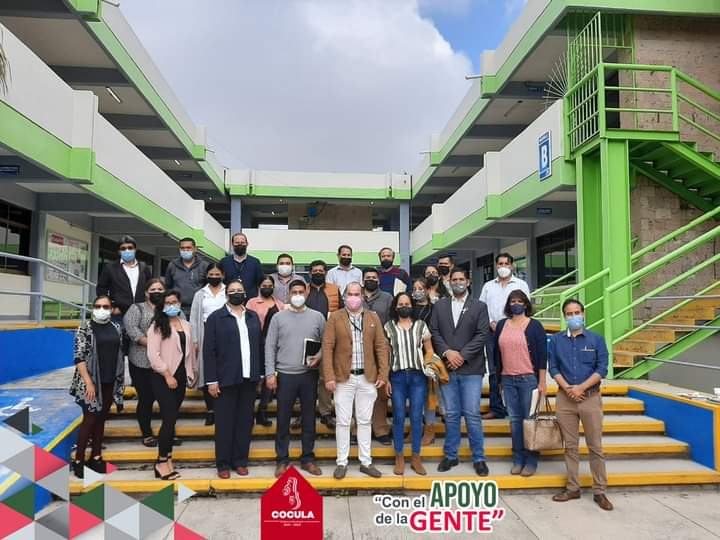 B
COCULA
"Con el APOYO
de la GENTE"